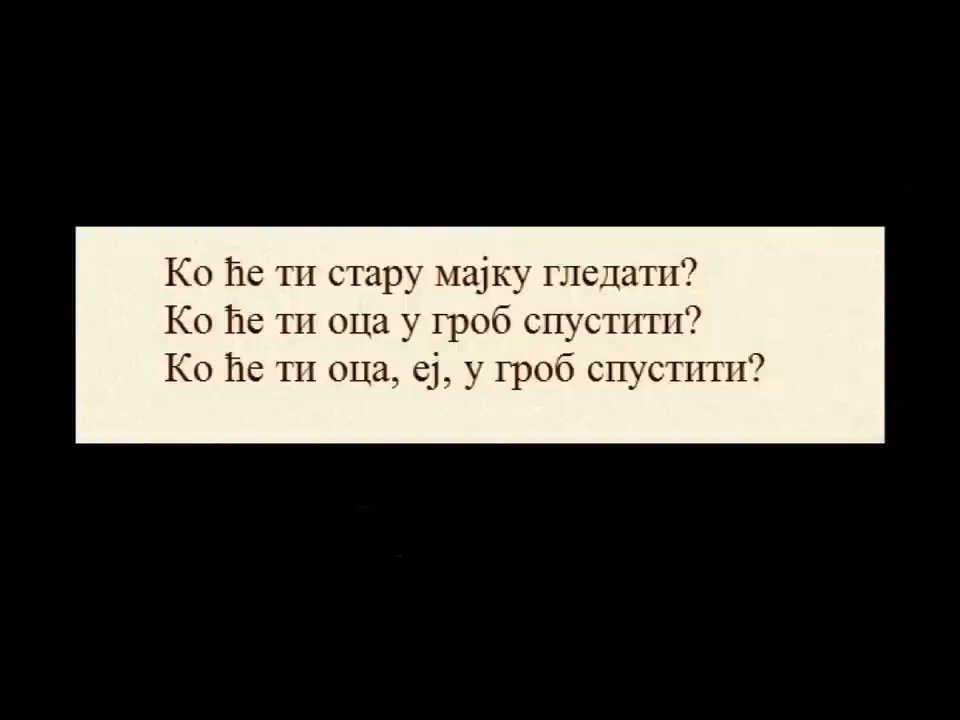 Ко ће ти стару мајку гледати?
Ко ће ти оца у гроб спустити?
Ко ће ти оца, еј, у гроб спустити?